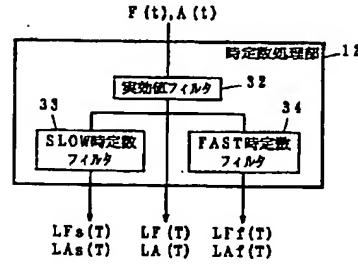 F(t),A(t)
時定数処理部 12
実効値フィルタ 32
33 34
SLOW時定数 FAST時定数
フィルタ フィルタ
LFs(T) LF(T) LFf(T)
LAs(T) LA(T) LAf(T)